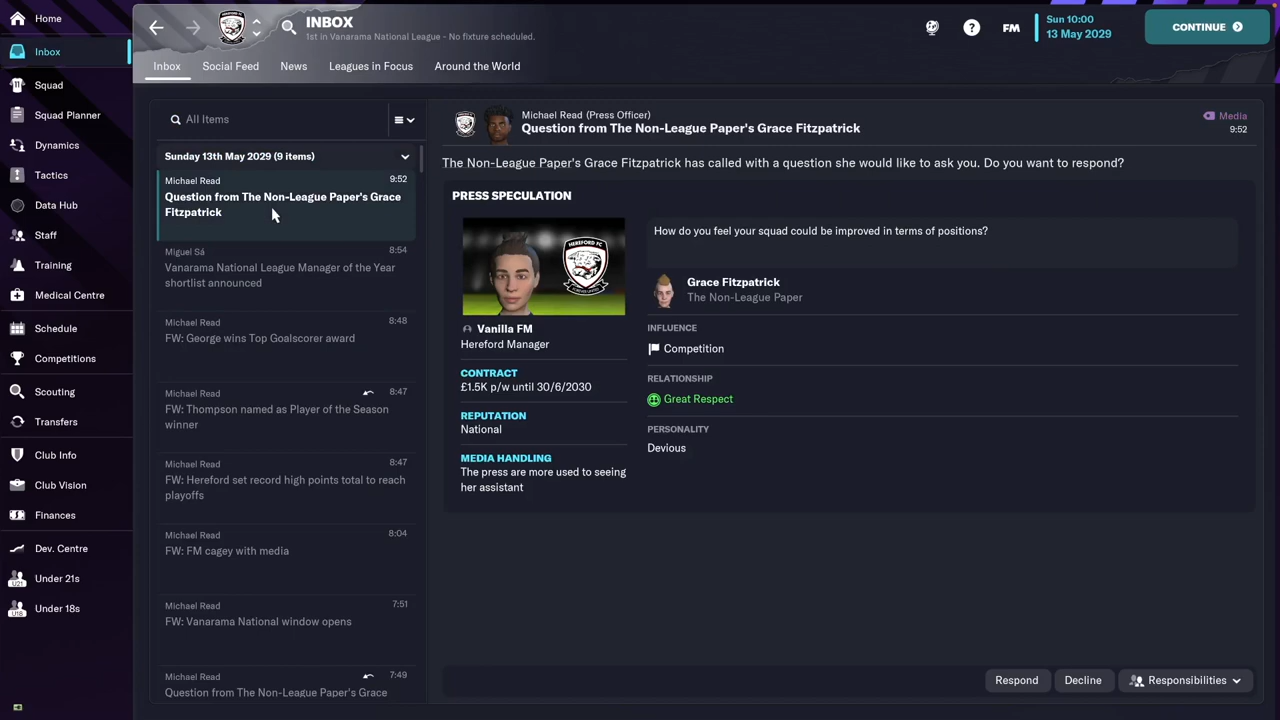 Home
Inbox
Squad
Squad Planner
Dynamics
Tactics
Data Hub
Staff
Training
Medical Centre
Schedule
Competitions
Scouting
Transfers
Club Info
Club Vision
Finances
Dev. Centre
Under 21s
Under 18s
INBOX
1st in Vanarama National League - No fixture scheduled.
FM
Sun 10:00
13 May 2029
CONTINUE
Inbox
Social Feed
News
Leagues in Focus
Around the World
All Items
Sunday 13th May 2029 (9 items)
Michael Read 9:52
Question from The Non-League Paper's Grace
Fitzpatrick
Miguel Sá 8:54
Vanarama National League Manager of the Year
shortlist announced
Michael Read 8:48
FW: George wins Top Goalscorer award
Michael Read 8:47
FW: Thompson named as Player of the Season
winner
Michael Read 8:47
FW: Hereford set record high points total to reach
playoffs
Michael Read 8:04
FW: FM cagey with media
Michael Read 7:51
FW: Vanarama National window opens
Michael Read 7:49
Question from The Non-League Paper's Grace
Michael Read (Press Officer)
Question from The Non-League Paper's Grace Fitzpatrick
Media
9:52
The Non-League Paper's Grace Fitzpatrick has called with a question she would like to ask you. Do you want to respond?
PRESS SPECULATION
HEREFORD FC
Vanilla FM
Hereford Manager
CONTRACT
£1.5K p/w until 30/6/2030
REPUTATION
National
MEDIA HANDLING
The press are more used to seeing
her assistant
How do you feel your squad could be improved in terms of positions?
Grace Fitzpatrick
The Non-League Paper
INFLUENCE
Competition
RELATIONSHIP
Great Respect
PERSONALITY
Devious
Respond
Decline
Responsibilities